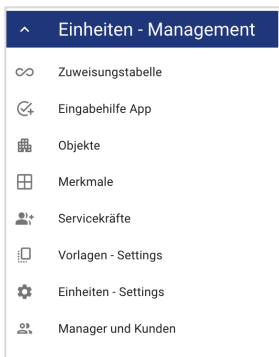 Einheiten - Management
Zuweisungstabelle
Eingabehilfe App
Objekte
Merkmale
Servicekräfte
Vorlagen - Settings
Einheiten - Settings
Manager und Kunden